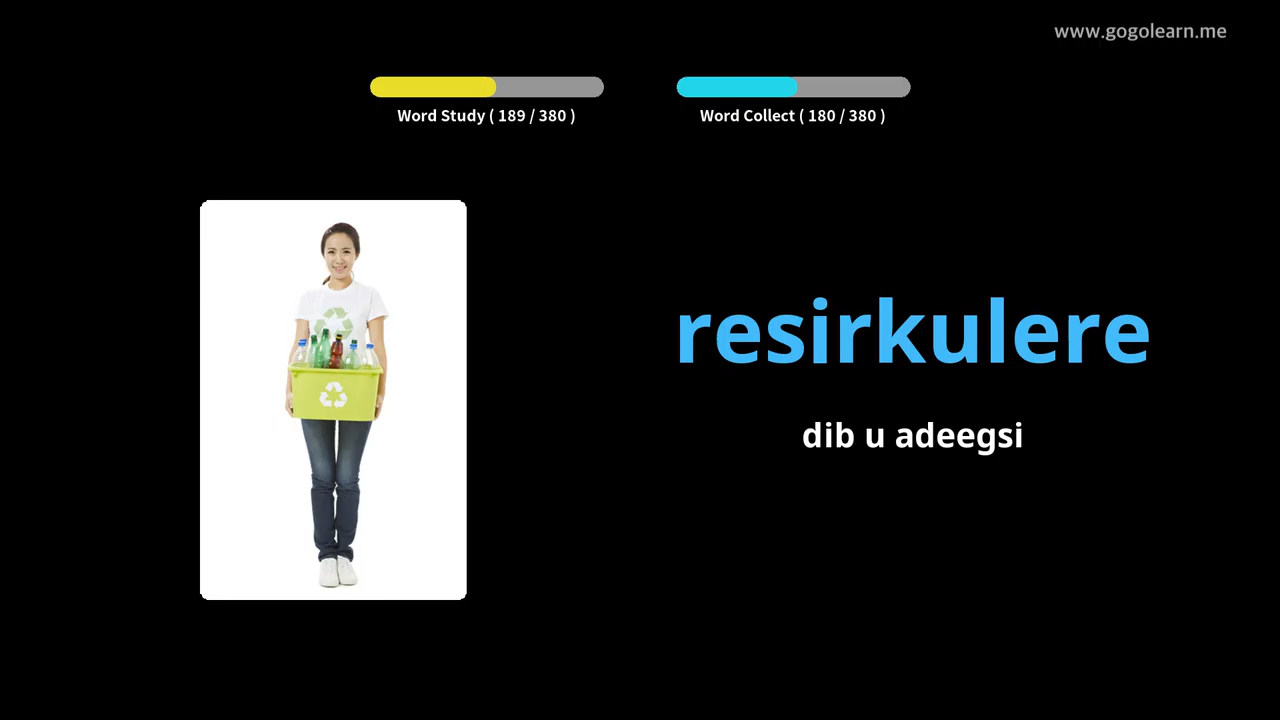 www.gogolearn.me
Word Study ( 189 / 380 )
Word Collect ( 180 / 380 )
resirkulere
dib u adeegsi